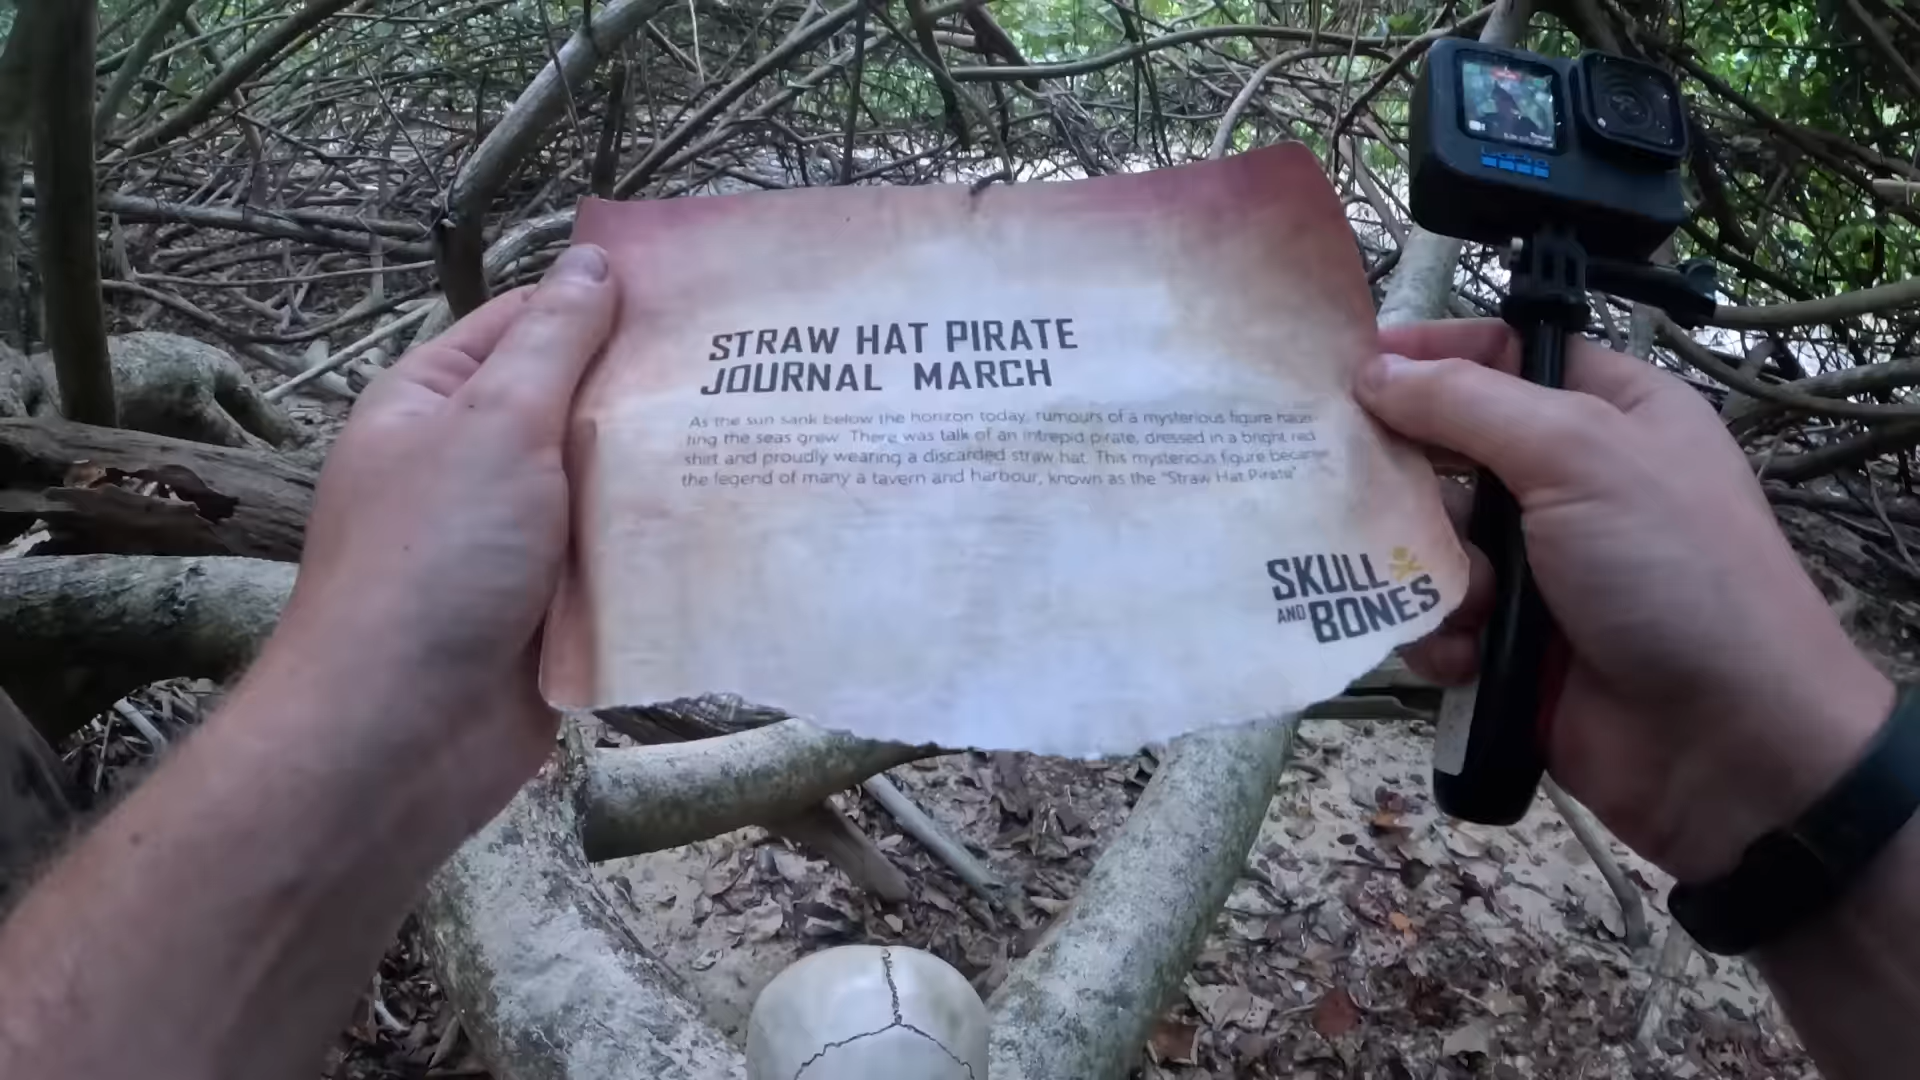 STRAW HAT PIRATE
JOURNAL MARCH
As the sun sank below the horizon today, rumours of a mysterious figure haun-
ting the seas grew. There was talk of an intrepid pirate, dressed in a bright red
shirt and proudly wearing a discarded straw hat. This mysterious figure became
the legend of many a tavern and harbour, known as the "Straw Hat Pirate"
SKULL
AND BONES
GoPro